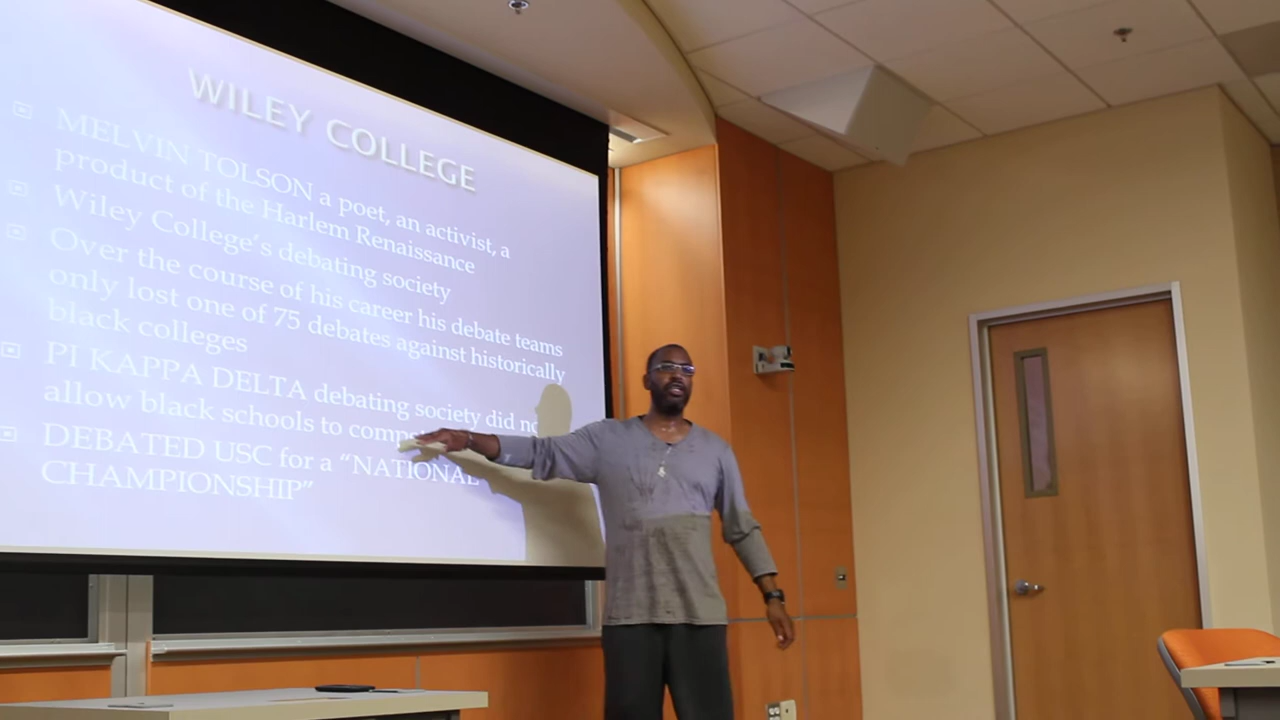 WILEY COLLEGE
MELVIN TOLSON a poet, an activist, a
product of the Harlem Renaissance
Wiley College's debating society
Over the course of his career his debate teams
only lost one of 75 debates against historically
black colleges
PI KAPPA DELTA debating society did
allow black schools to
DEBATED USC for a "NATIONAL
CHAMPIONSHIP"